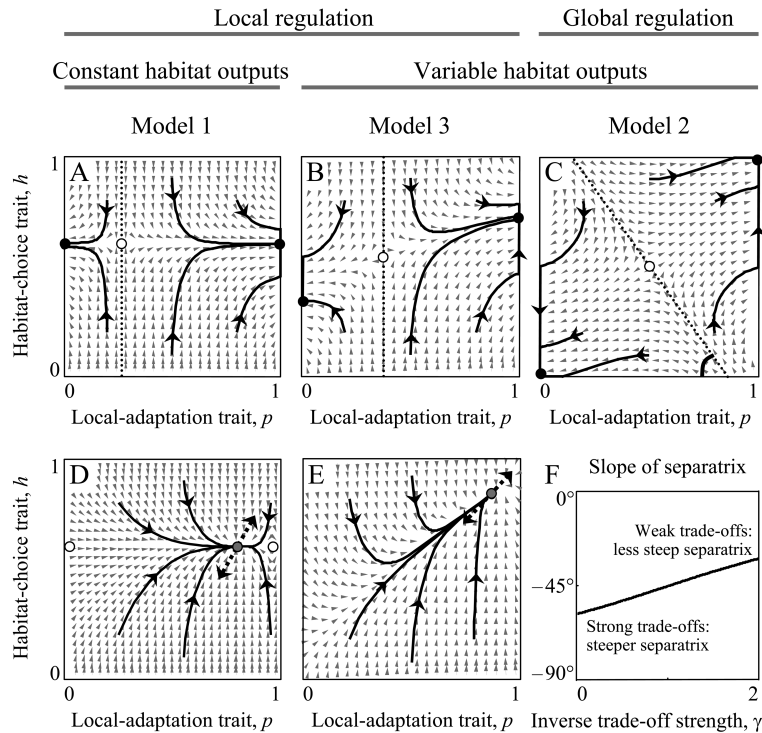 Local regulation
Global regulation
Constant habitat outputs
Variable habitat outputs
Model 1
Model 3
Model 2
A
B
C
1
Habitat-choice trait, h
0
0
1
0
1
0
1
Local-adaptation trait, p
Local-adaptation trait, p
Local-adaptation trait, p
D
E
F
Slope of separatrix
1
Habitat-choice trait, h
0
0°
Weak trade-offs:
less steep separatrix
−45°
Strong trade-offs:
steeper separatrix
−90°
0
1
0
1
0
2
Local-adaptation trait, p
Local-adaptation trait, p
Inverse trade-off strength, γ